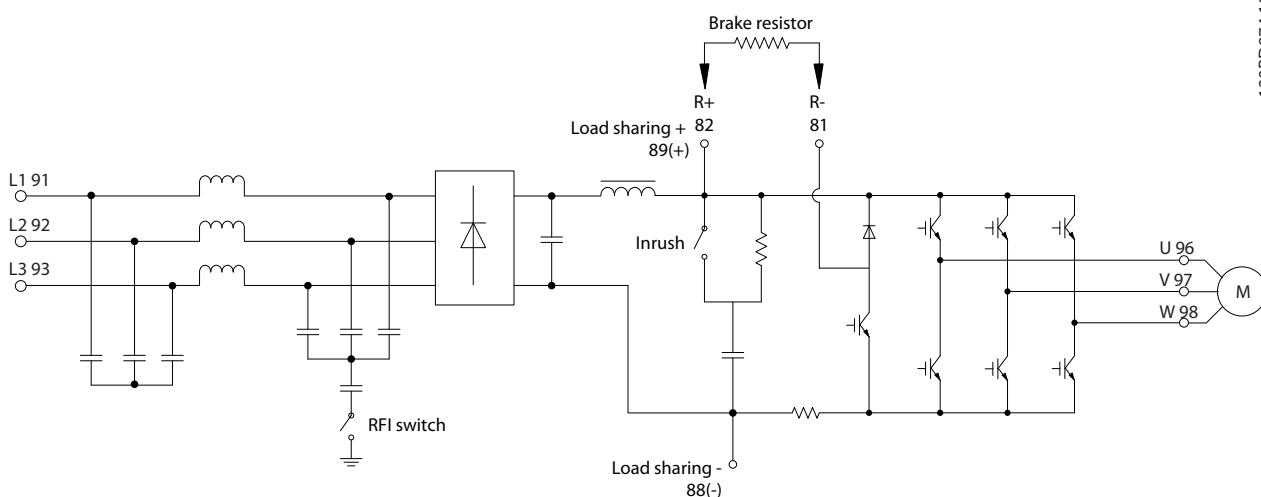 Brake resistor
R+
82
R-
81
Load sharing +
89(+)
L1 91
L2 92
L3 93
Inrush
U 96
V 97
W 98
M
RFI switch
Load sharing -
88(-)